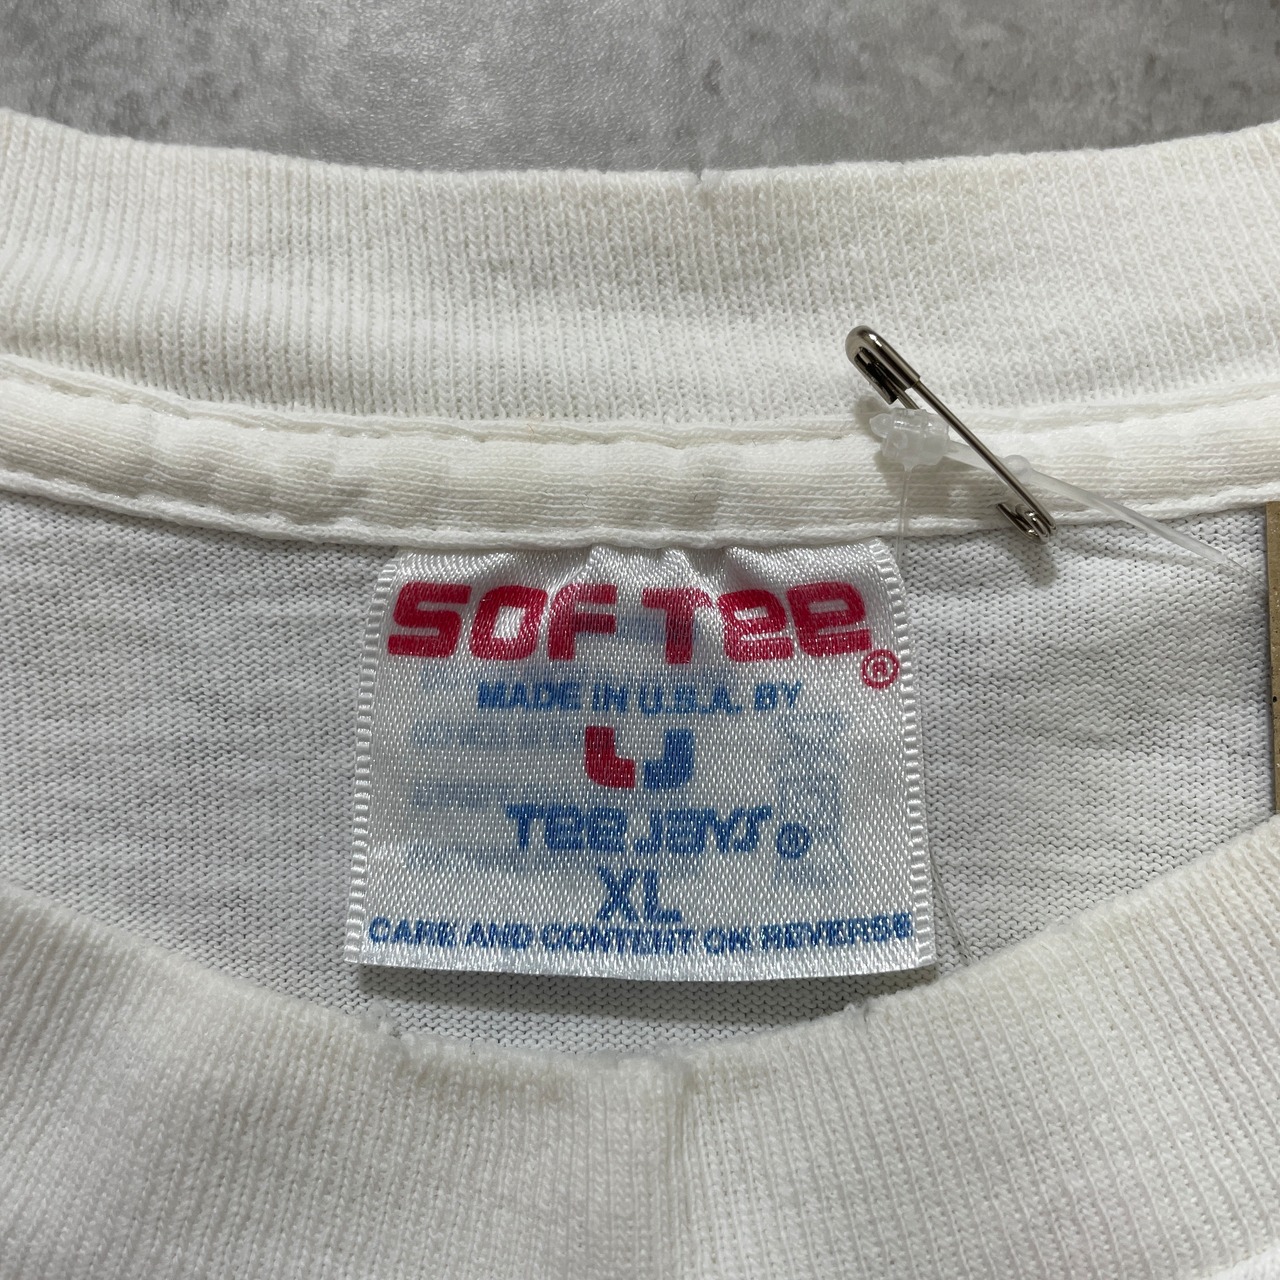 SOF TEE®
MADE IN U.S.A. BY
TEE JAYS®
XL
CARE AND CONTENT ON REVERSE